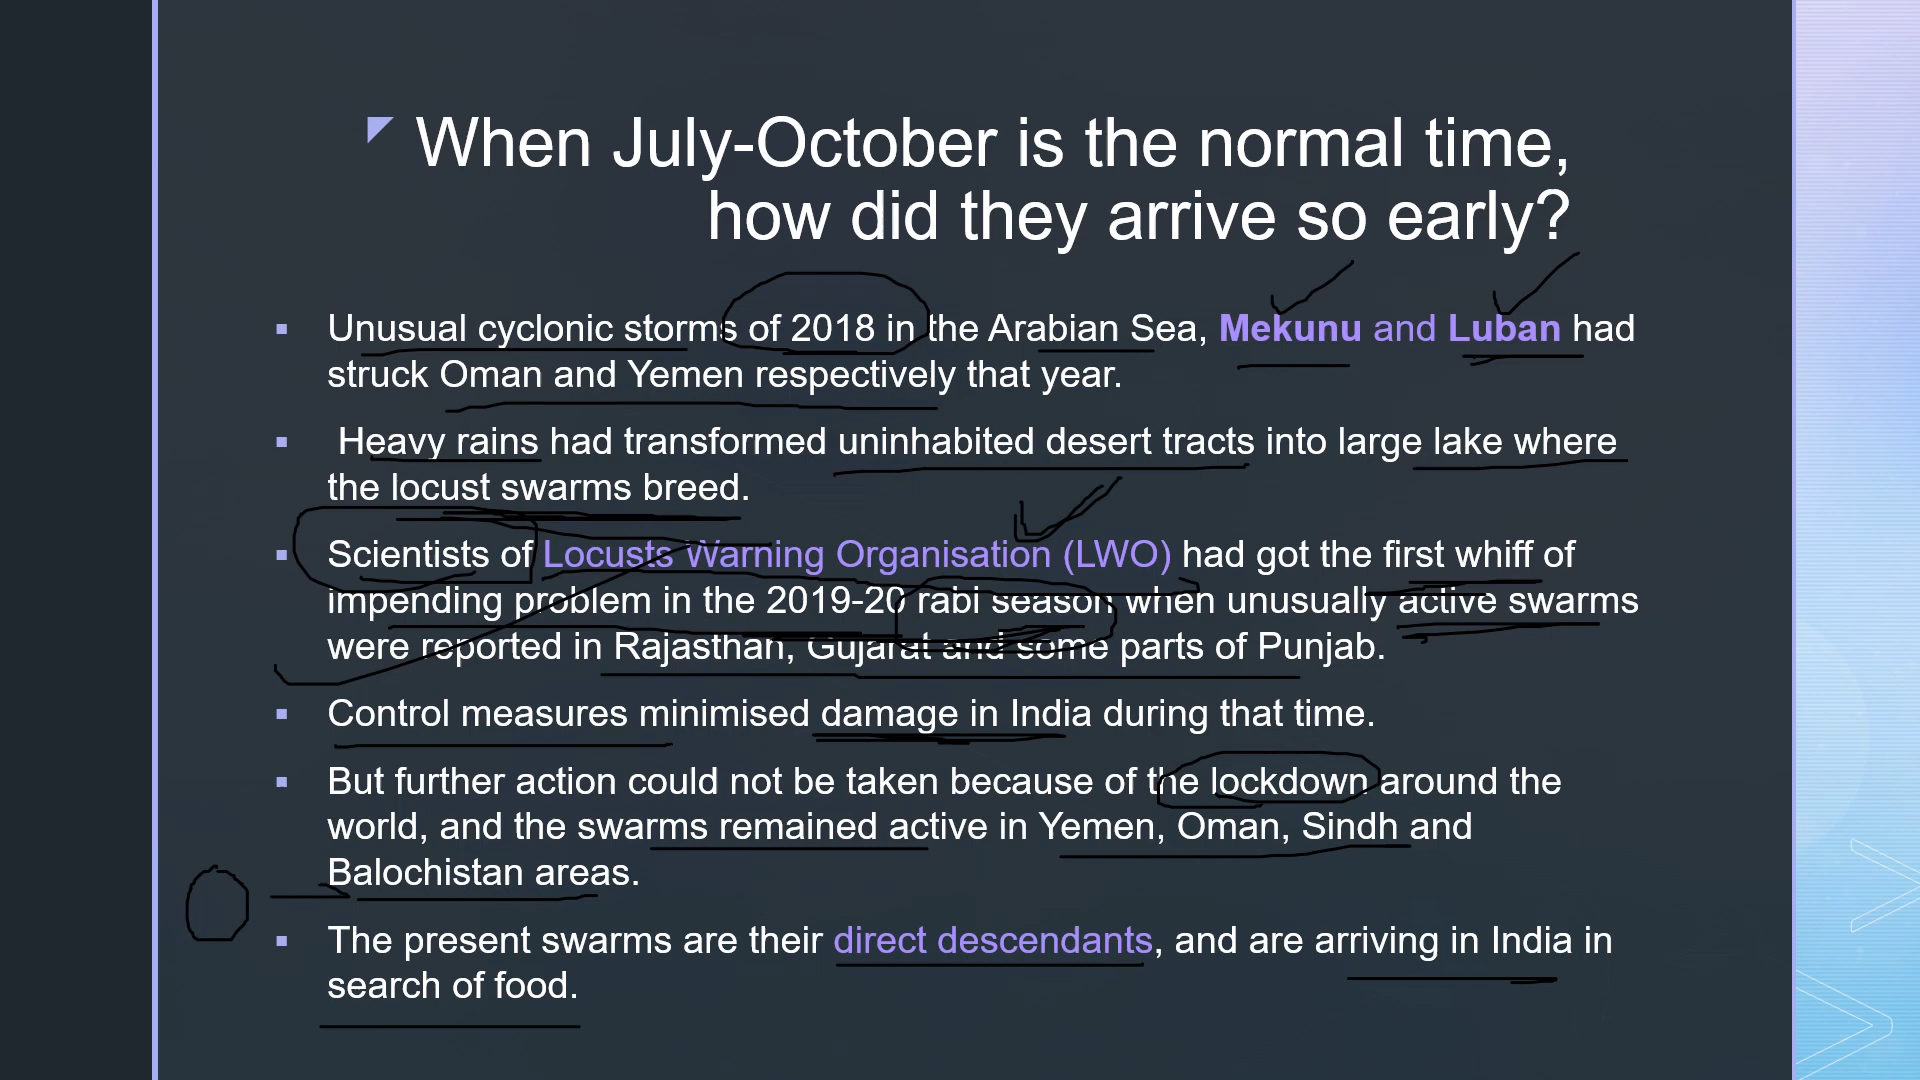 When July-October is the normal time,
how did they arrive so early?
▪ Unusual cyclonic storms of 2018 in the Arabian Sea, Mekunu and Luban had
struck Oman and Yemen respectively that year.
▪ Heavy rains had transformed uninhabited desert tracts into large lake where
the locust swarms breed.
▪ Scientists of Locusts Warning Organisation (LWO) had got the first whiff of
impending problem in the 2019-20 rabi season when unusually active swarms
were reported in Rajasthan, Gujarat and some parts of Punjab.
▪ Control measures minimised damage in India during that time.
▪ But further action could not be taken because of the lockdown around the
world, and the swarms remained active in Yemen, Oman, Sindh and
Balochistan areas.
▪ The present swarms are their direct descendants, and are arriving in India in
search of food.